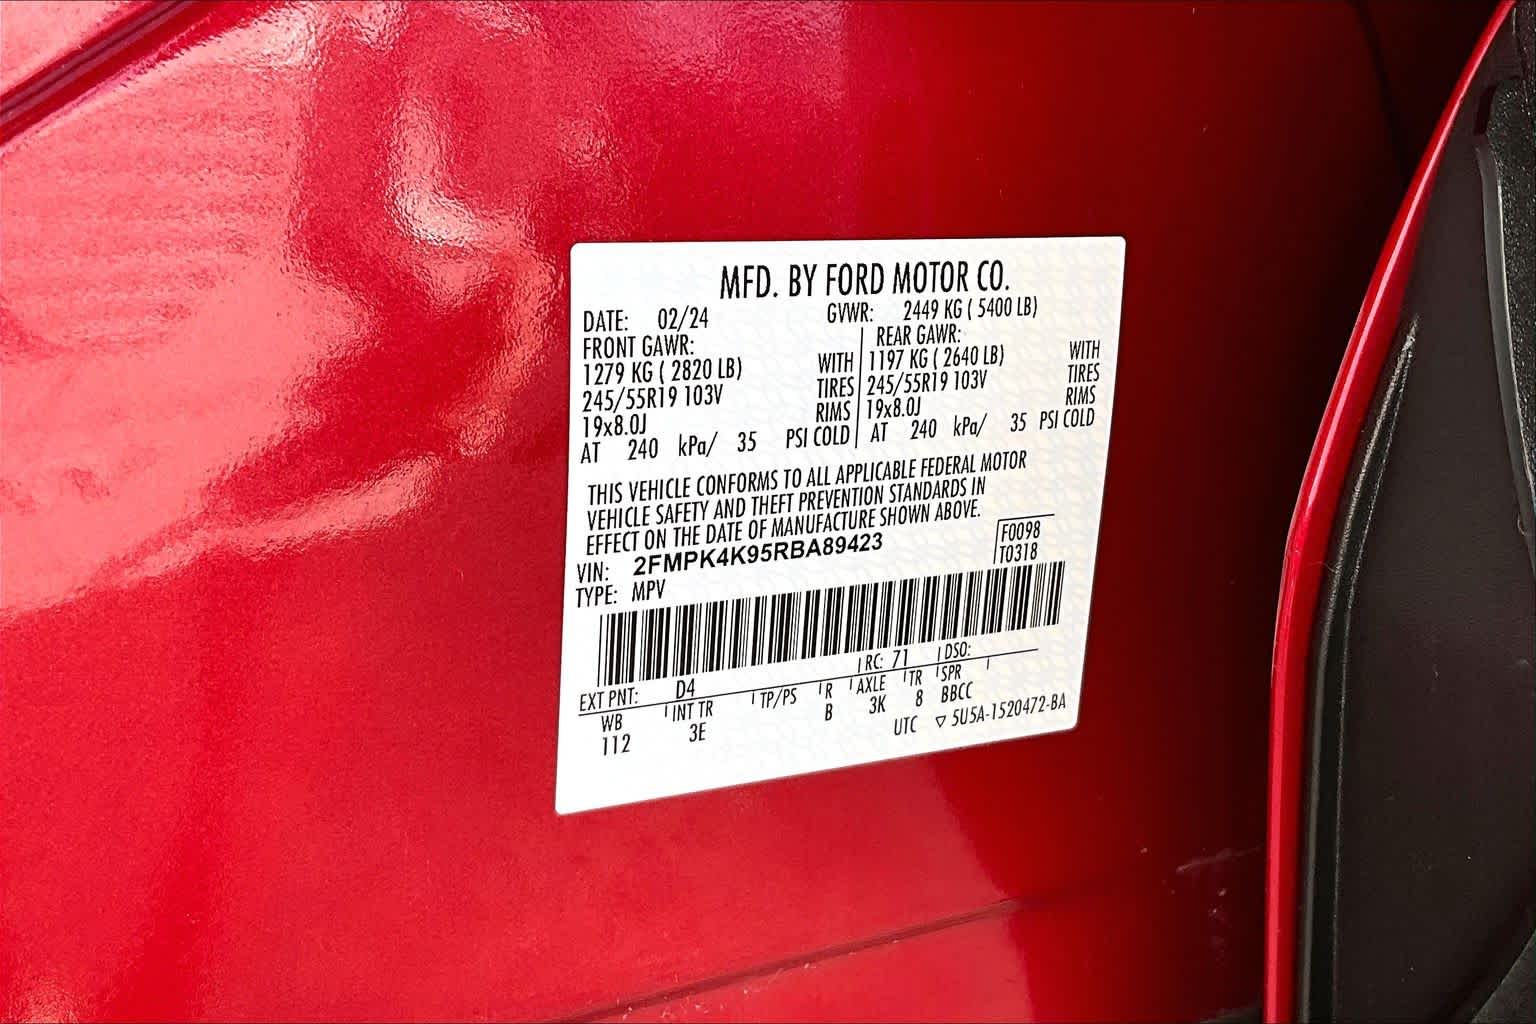 MFD. BY FORD MOTOR CO.
DATE: 02/24 GVWR: 2449 KG ( 5400 LB)
FRONT GAWR: REAR GAWR:
1279 KG ( 2820 LB) WITH 1197 KG ( 2640 LB) WITH
245/55R19 103V TIRES 245/55R19 103V TIRES
19x8.0J RIMS 19x8.0J RIMS
AT 240 kPa/ 35 PSI COLD AT 240 kPa/ 35 PSI COLD
THIS VEHICLE CONFORMS TO ALL APPLICABLE FEDERAL MOTOR
VEHICLE SAFETY AND THEFT PREVENTION STANDARDS IN
EFFECT ON THE DATE OF MANUFACTURE SHOWN ABOVE.
VIN: 2FMPK4K95RBA89423 F0098
TYPE: MPV T0318
EXT PNT: D4 RC: 71 DSO:
WB INT TR TP/PS R AXLE TR SPR
112 3E B 3K 8 BBCC
UTC ▽ 5U5A-1520472-BA